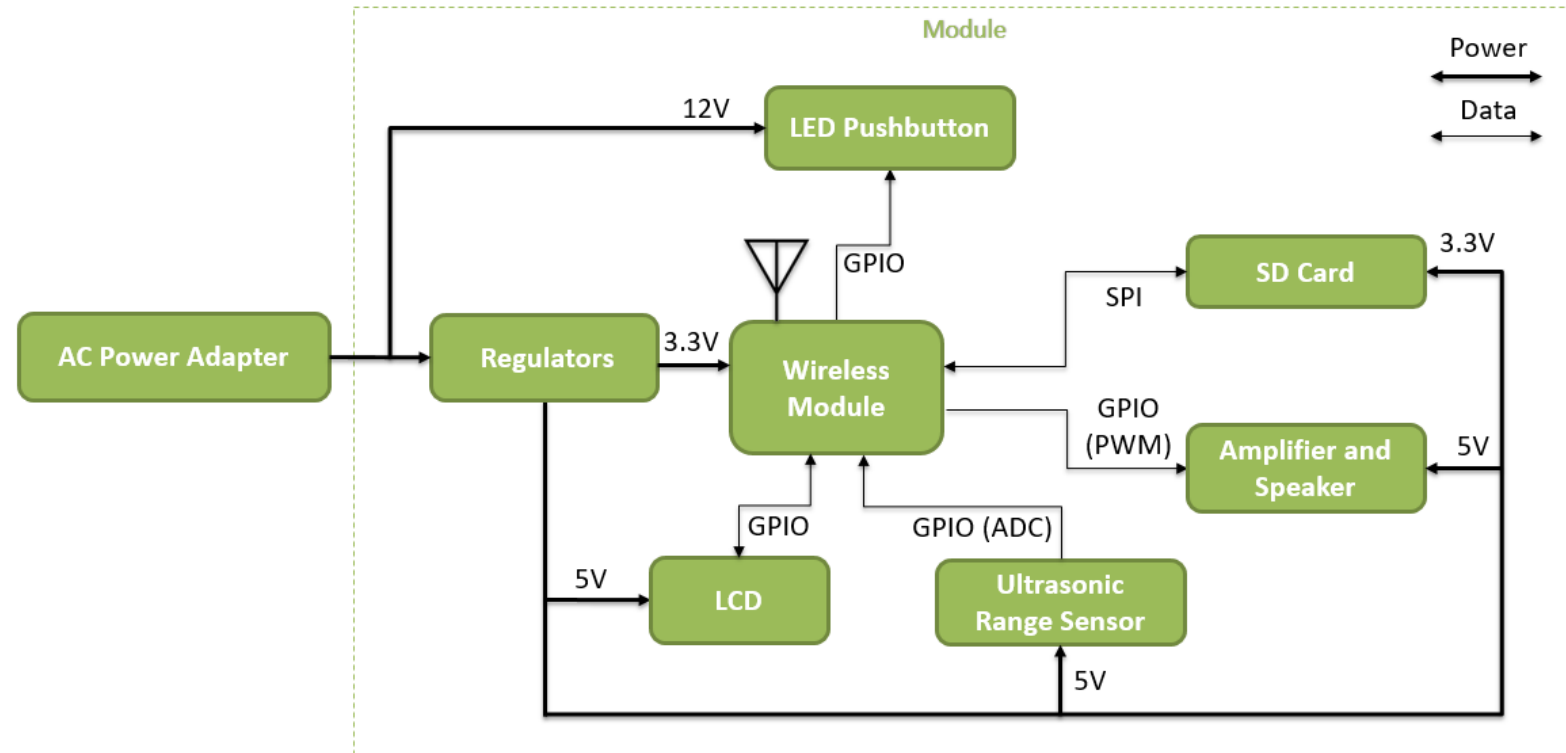 Module
Power
Data
12V
LED Pushbutton
GPIO
3.3V
SD Card
SPI
AC Power Adapter
Regulators
3.3V
Wireless
Module
GPIO
(PWM)
Amplifier and
Speaker
5V
GPIO
GPIO (ADC)
5V
LCD
Ultrasonic
Range Sensor
5V